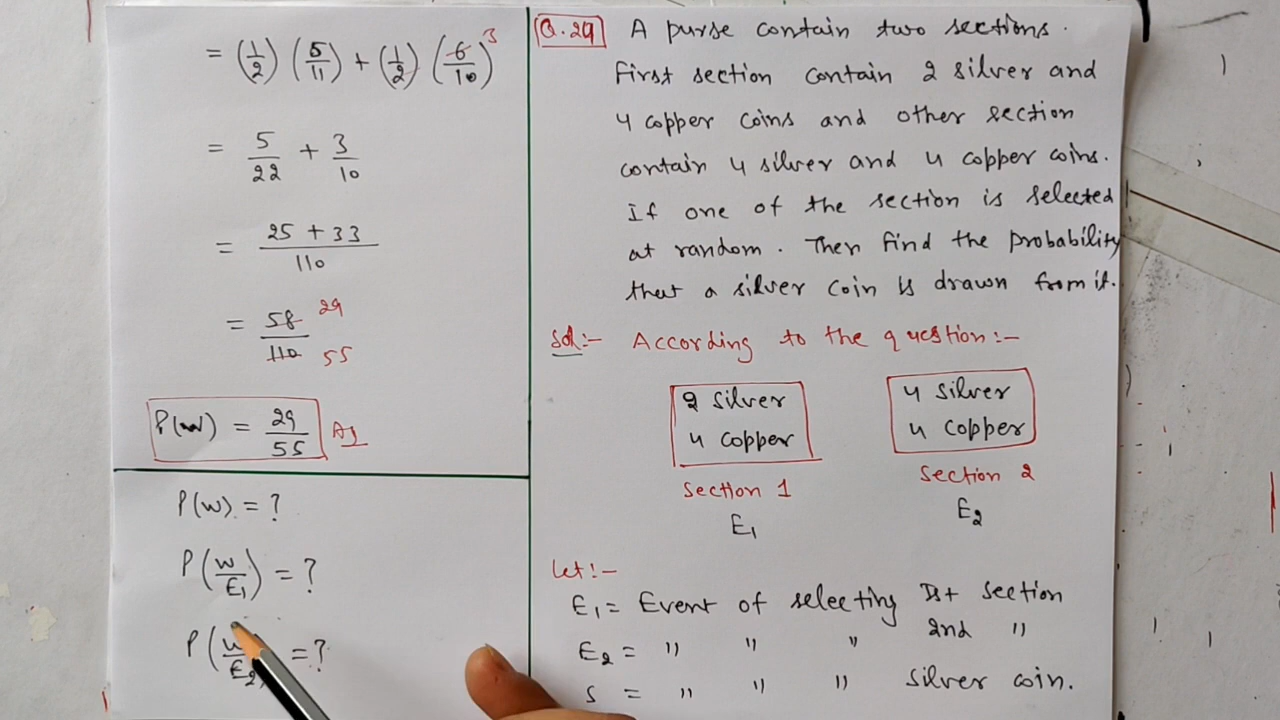 = (1/2) (5/11) + (1/2) (6/10) 3
= 5/22 + 3/10
= 25 + 33 / 110
= 58/110 29 55
P(W) = 29/55
P(W) = ?
P(W/E₁) = ?
P(W/E₂) = ?
Q.29 A purse contain two sections.
First section contain 2 silver and
4 copper coins and other section
contain 4 silver and 4 copper coins.
If one of the section is selected
at random. Then find the probability
that a silver coin is drawn from it.
Sol:- According to the question:-
2 silver
4 copper
Section 1
E₁
4 silver
4 copper
Section 2
E₂
Let:-
E₁ = Event of selecting Ist section
E₂ = " " " 2nd "
S = " " " silver coin.